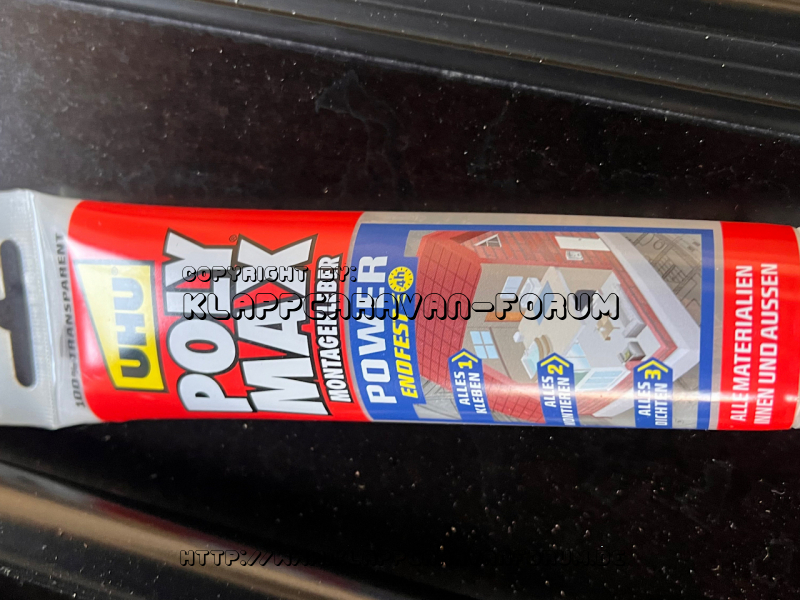 100% TRANSPARENT
UHU
POLY
MAX®
MONTAGEKLEBER
POWER
ENDFEST
ALLES 1
KLEBEN
ALLES 2
ALLES 3
DICHTEN
ALLE MATERIALIEN
INNEN UND AUSSEN
COPYRIGHT BY:
KLAPPCARAVAN-FORUM